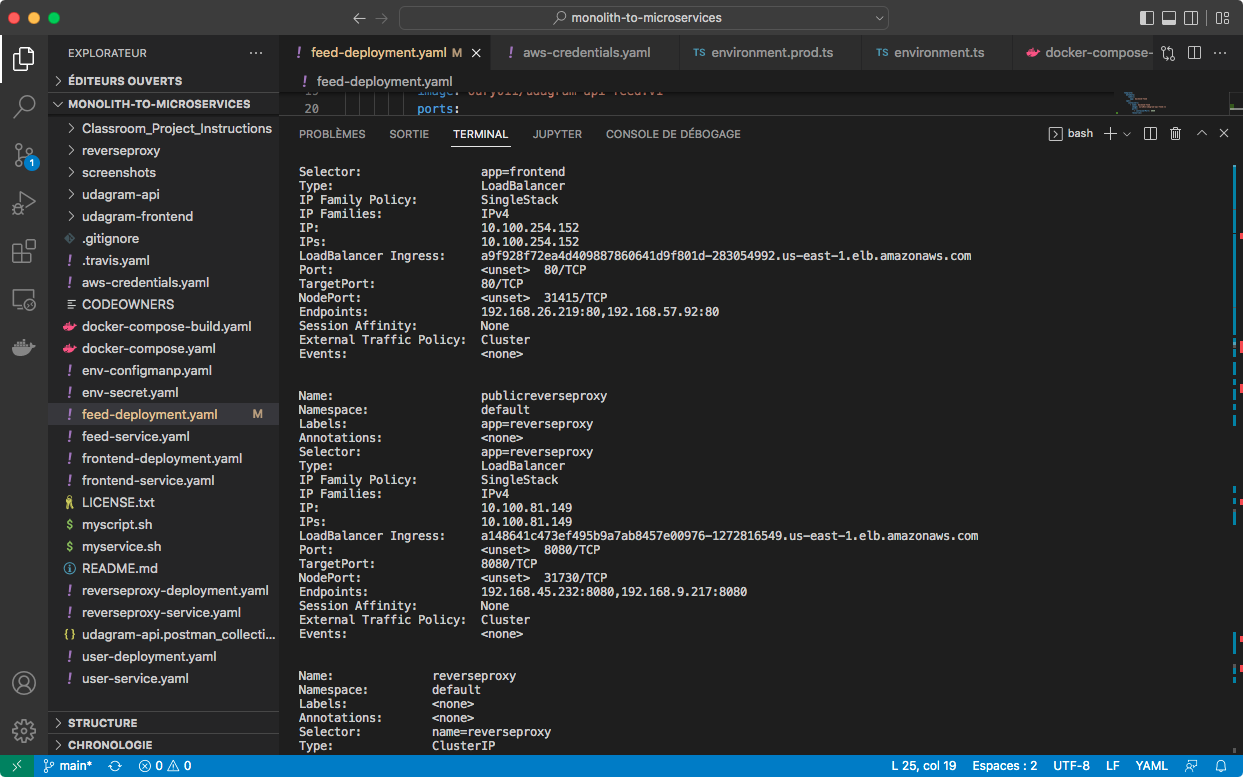 monolith-to-microservices
EXPLORATEUR
ÉDITEURS OUVERTS
MONOLITH-TO-MICROSERVICES
Classroom_Project_Instructions
reverseproxy
screenshots
udagram-api
udagram-frontend
.gitignore
! .travis.yaml
! aws-credentials.yaml
CODEOWNERS
docker-compose-build.yaml
docker-compose.yaml
! env-configmanp.yaml
! env-secret.yaml
! feed-deployment.yaml M
! feed-service.yaml
! frontend-deployment.yaml
! frontend-service.yaml
LICENSE.txt
$ myscript.sh
$ myservice.sh
README.md
! reverseproxy-deployment.yaml
! reverseproxy-service.yaml
{} udagram-api.postman_collecti...
! user-deployment.yaml
! user-service.yaml
STRUCTURE
CHRONOLOGIE
1
! feed-deployment.yaml M
! aws-credentials.yaml
TS environment.prod.ts
TS environment.ts
docker-compose-
! feed-deployment.yaml
20 ports:
PROBLÈMES SORTIE TERMINAL JUPYTER CONSOLE DE DÉBOGAGE
bash
Selector: app=frontend
Type: LoadBalancer
IP Family Policy: SingleStack
IP Families: IPv4
IP: 10.100.254.152
IPs: 10.100.254.152
LoadBalancer Ingress: a9f928f72ea4d409887860641d9f801d-283054992.us-east-1.elb.amazonaws.com
Port: <unset> 80/TCP
TargetPort: 80/TCP
NodePort: <unset> 31415/TCP
Endpoints: 192.168.26.219:80,192.168.57.92:80
Session Affinity: None
External Traffic Policy: Cluster
Events: <none>
Name: publicreverseproxy
Namespace: default
Labels: app=reverseproxy
Annotations: <none>
Selector: app=reverseproxy
Type: LoadBalancer
IP Family Policy: SingleStack
IP Families: IPv4
IP: 10.100.81.149
IPs: 10.100.81.149
LoadBalancer Ingress: a148641c473ef495b9a7ab8457e00976-1272816549.us-east-1.elb.amazonaws.com
Port: <unset> 8080/TCP
TargetPort: 8080/TCP
NodePort: <unset> 31730/TCP
Endpoints: 192.168.45.232:8080,192.168.9.217:8080
Session Affinity: None
External Traffic Policy: Cluster
Events: <none>
Name: reverseproxy
Namespace: default
Labels: <none>
Annotations: <none>
Selector: name=reverseproxy
Type: ClusterIP
main* 0 0
L 25, col 19 Espaces : 2 UTF-8 LF YAML